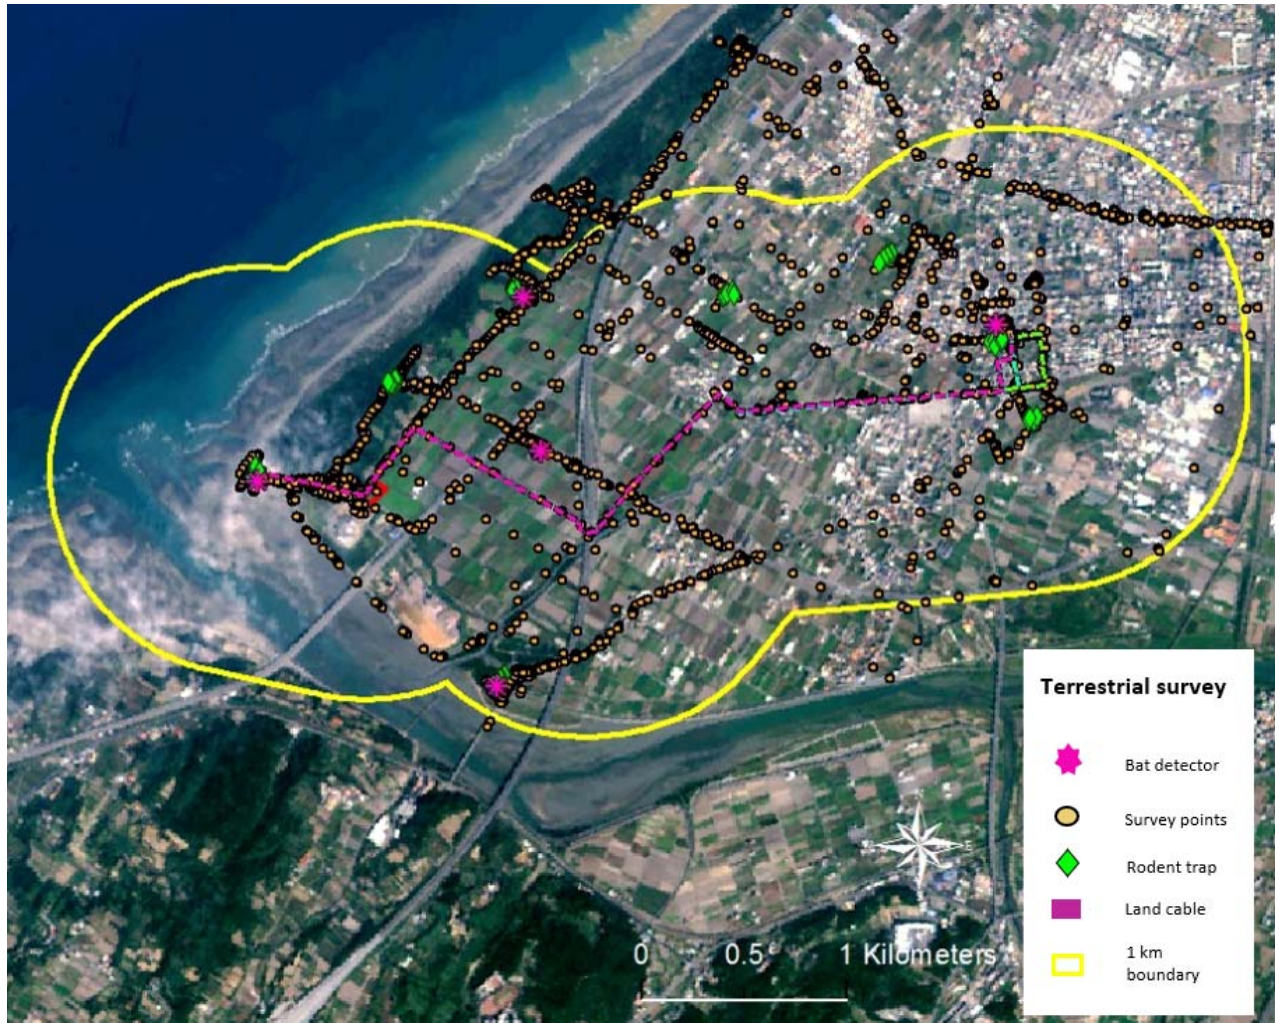 Terrestrial survey
Bat detector
Survey points
Rodent trap
Land cable
1 km
boundary
E
0 0.5 1 Kilometers